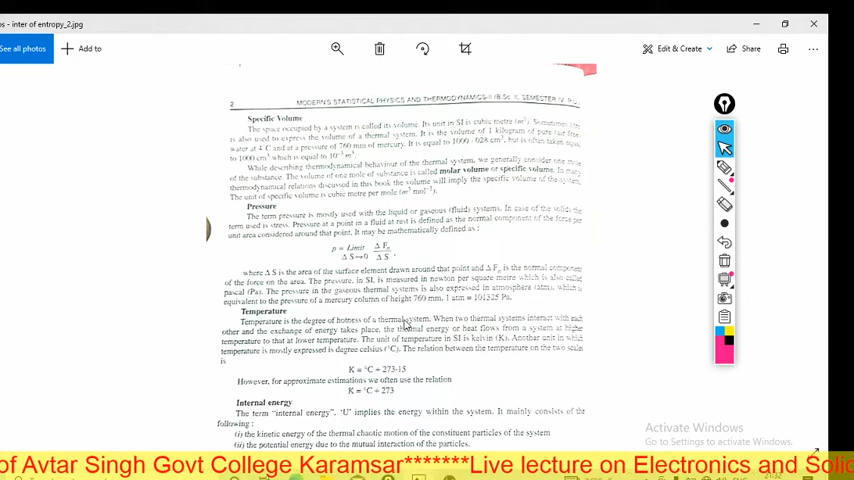 os - inter of entropy_2.jpg
See all photos
Add to
Edit & Create
Share
2
MODERN'S STATISTICAL PHYSICS AND THERMODYNAMICS-II (B.Sc. II, SEMESTER IV, P.U.)
Specific Volume
The space occupied by a system is called its volume. Its unit in SI is cubic metre (m³). Sometimes litre
is also used to express the volume of a thermal system. It is the volume of 1 kilogram of pure (air free)
water at 4°C and at a pressure of 760 mm of mercury. It is equal to 1000·028 cm³, but is often taken equal
to 1000 cm³ which is equal to 10⁻³ m³.
While describing thermodynamical behaviour of the thermal system, we generally consider one mole
of the substance. The volume of one mole of substance is called molar volume or specific volume. In many
thermodynamical relations discussed in this book the volume will imply the specific volume of the system.
The unit of specific volume is cubic metre per mole (m³ mol⁻¹).
Pressure
The term pressure is mostly used with the liquid or gaseous (fluid) systems. In case of the solids the
term used is stress. Pressure at a point in a fluid at rest is defined as the normal component of the force per
unit area considered around that point. It may be mathematically defined as :
p = Limit Δ Fₙ
Δ S→0 Δ S ,
where Δ S is the area of the surface element drawn around that point and Δ Fₙ is the normal component
of the force on the area. The pressure, in SI, is measured in newton per square metre which is also called
pascal (Pa). The pressure in the gaseous thermal systems is also expressed in atmosphere (atm), which is
equivalent to the pressure of a mercury column of height 760 mm, 1 atm = 101325 Pa.
Temperature
Temperature is the degree of hotness of a thermal system. When two thermal systems interact with each
other and the exchange of energy takes place, the thermal energy or heat flows from a system at higher
temperature to that at lower temperature. The unit of temperature in SI is kelvin (K). Another unit in which
temperature is mostly expressed is degree celsius (°C). The relation between the temperature on the two scales
is
K = °C + 273·15
However, for approximate estimations we often use the relation
K = °C + 273
Internal energy
The term "internal energy", 'U' implies the energy within the system. It mainly consists of the
following :
(i) the kinetic energy of the thermal chaotic motion of the constituent particles of the system
(ii) the potential energy due to the mutual interaction of the particles.
Activate Windows
Go to Settings to activate Windows.
of Avtar Singh Govt College Karamsar*******Live lecture on Electronics and Solid
21:32